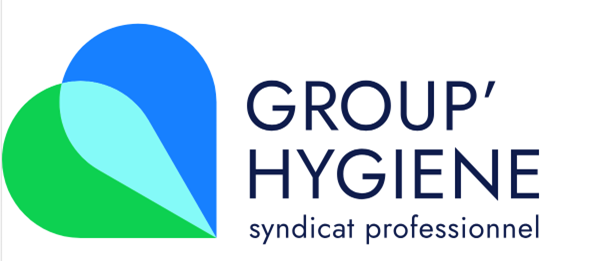 GROUP'
HYGIENE
syndicat professionnel